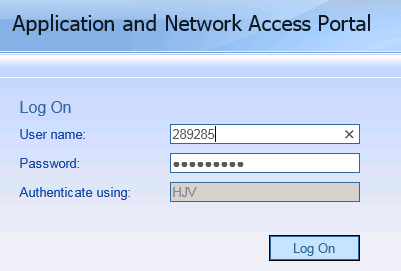 Application and Network Access Portal
Log On
User name: 289285
Password: ●●●●●●●●●
Authenticate using: HJV
Log On